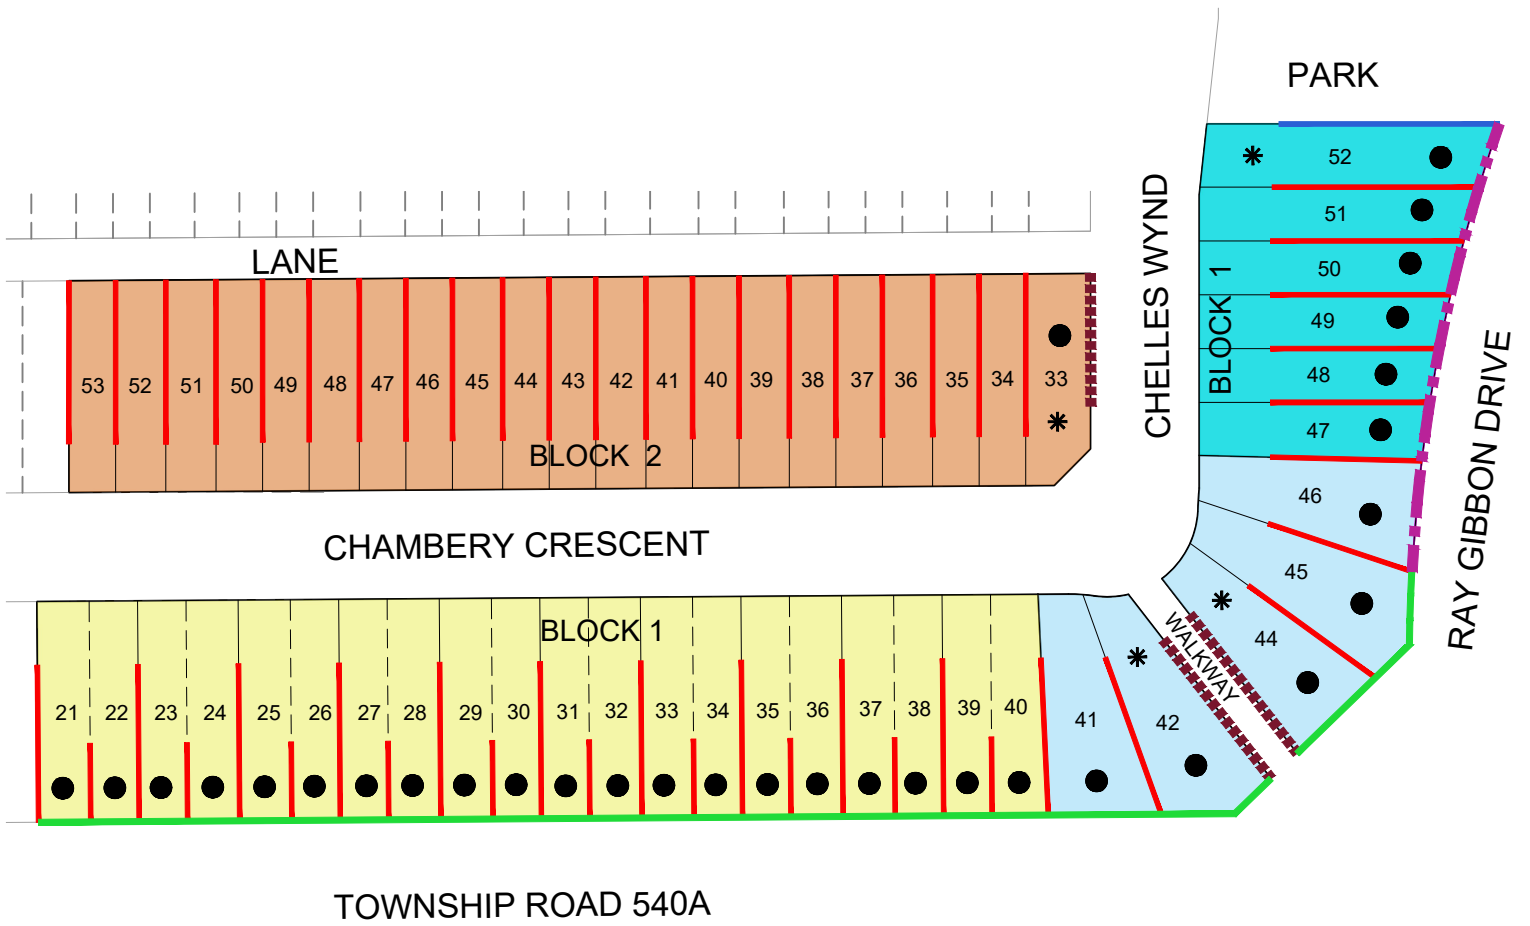 PARK
52
51
50
49
48
47
46
45
44
BLOCK 1
CHELLES WYND
RAY GIBBON DRIVE
LANE
53 52 51 50 49 48 47 46 45 44 43 42 41 40 39 38 37 36 35 34 33
BLOCK 2
CHAMBERY CRESCENT
BLOCK 1
WALKWAY
21 22 23 24 25 26 27 28 29 30 31 32 33 34 35 36 37 38 39 40 41 42
TOWNSHIP ROAD 540A